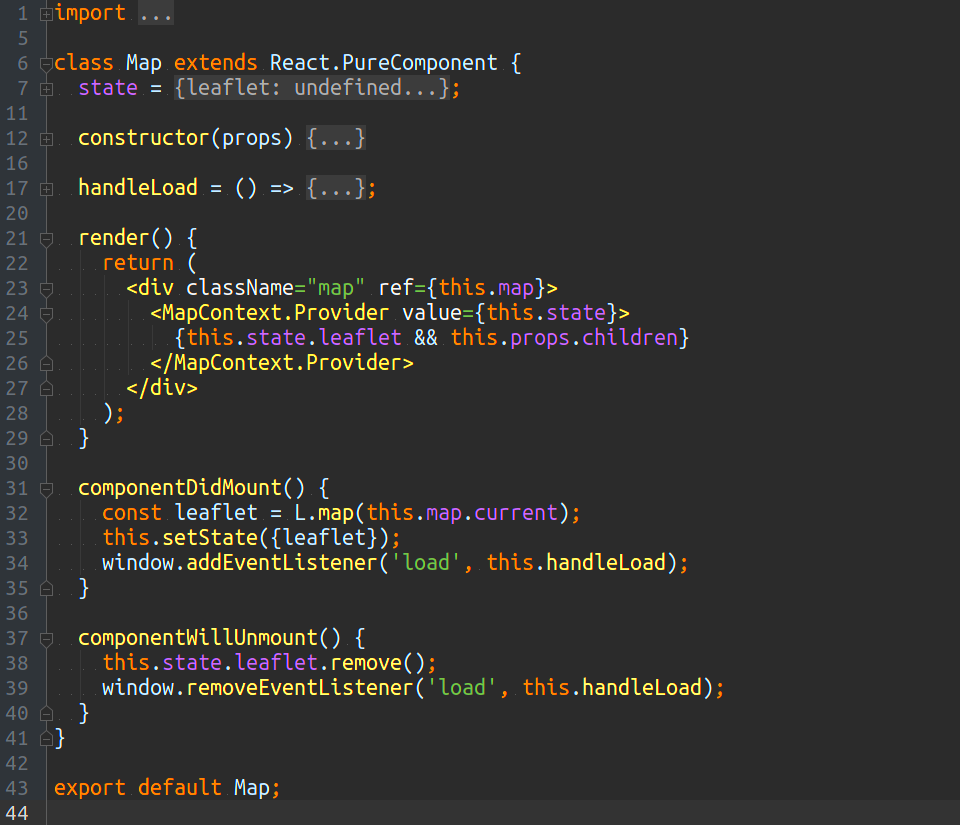 1 import ...
5
6 class Map extends React.PureComponent {
7   state = {leaflet: undefined...};
11
12   constructor(props) {...}
16
17   handleLoad = () => {...};
20
21   render() {
22     return (
23       <div className="map" ref={this.map}>
24         <MapContext.Provider value={this.state}>
25           {this.state.leaflet && this.props.children}
26         </MapContext.Provider>
27       </div>
28     );
29   }
30
31   componentDidMount() {
32     const leaflet = L.map(this.map.current);
33     this.setState({leaflet});
34     window.addEventListener('load', this.handleLoad);
35   }
36
37   componentWillUnmount() {
38     this.state.leaflet.remove();
39     window.removeEventListener('load', this.handleLoad);
40   }
41 }
42
43 export default Map;
44